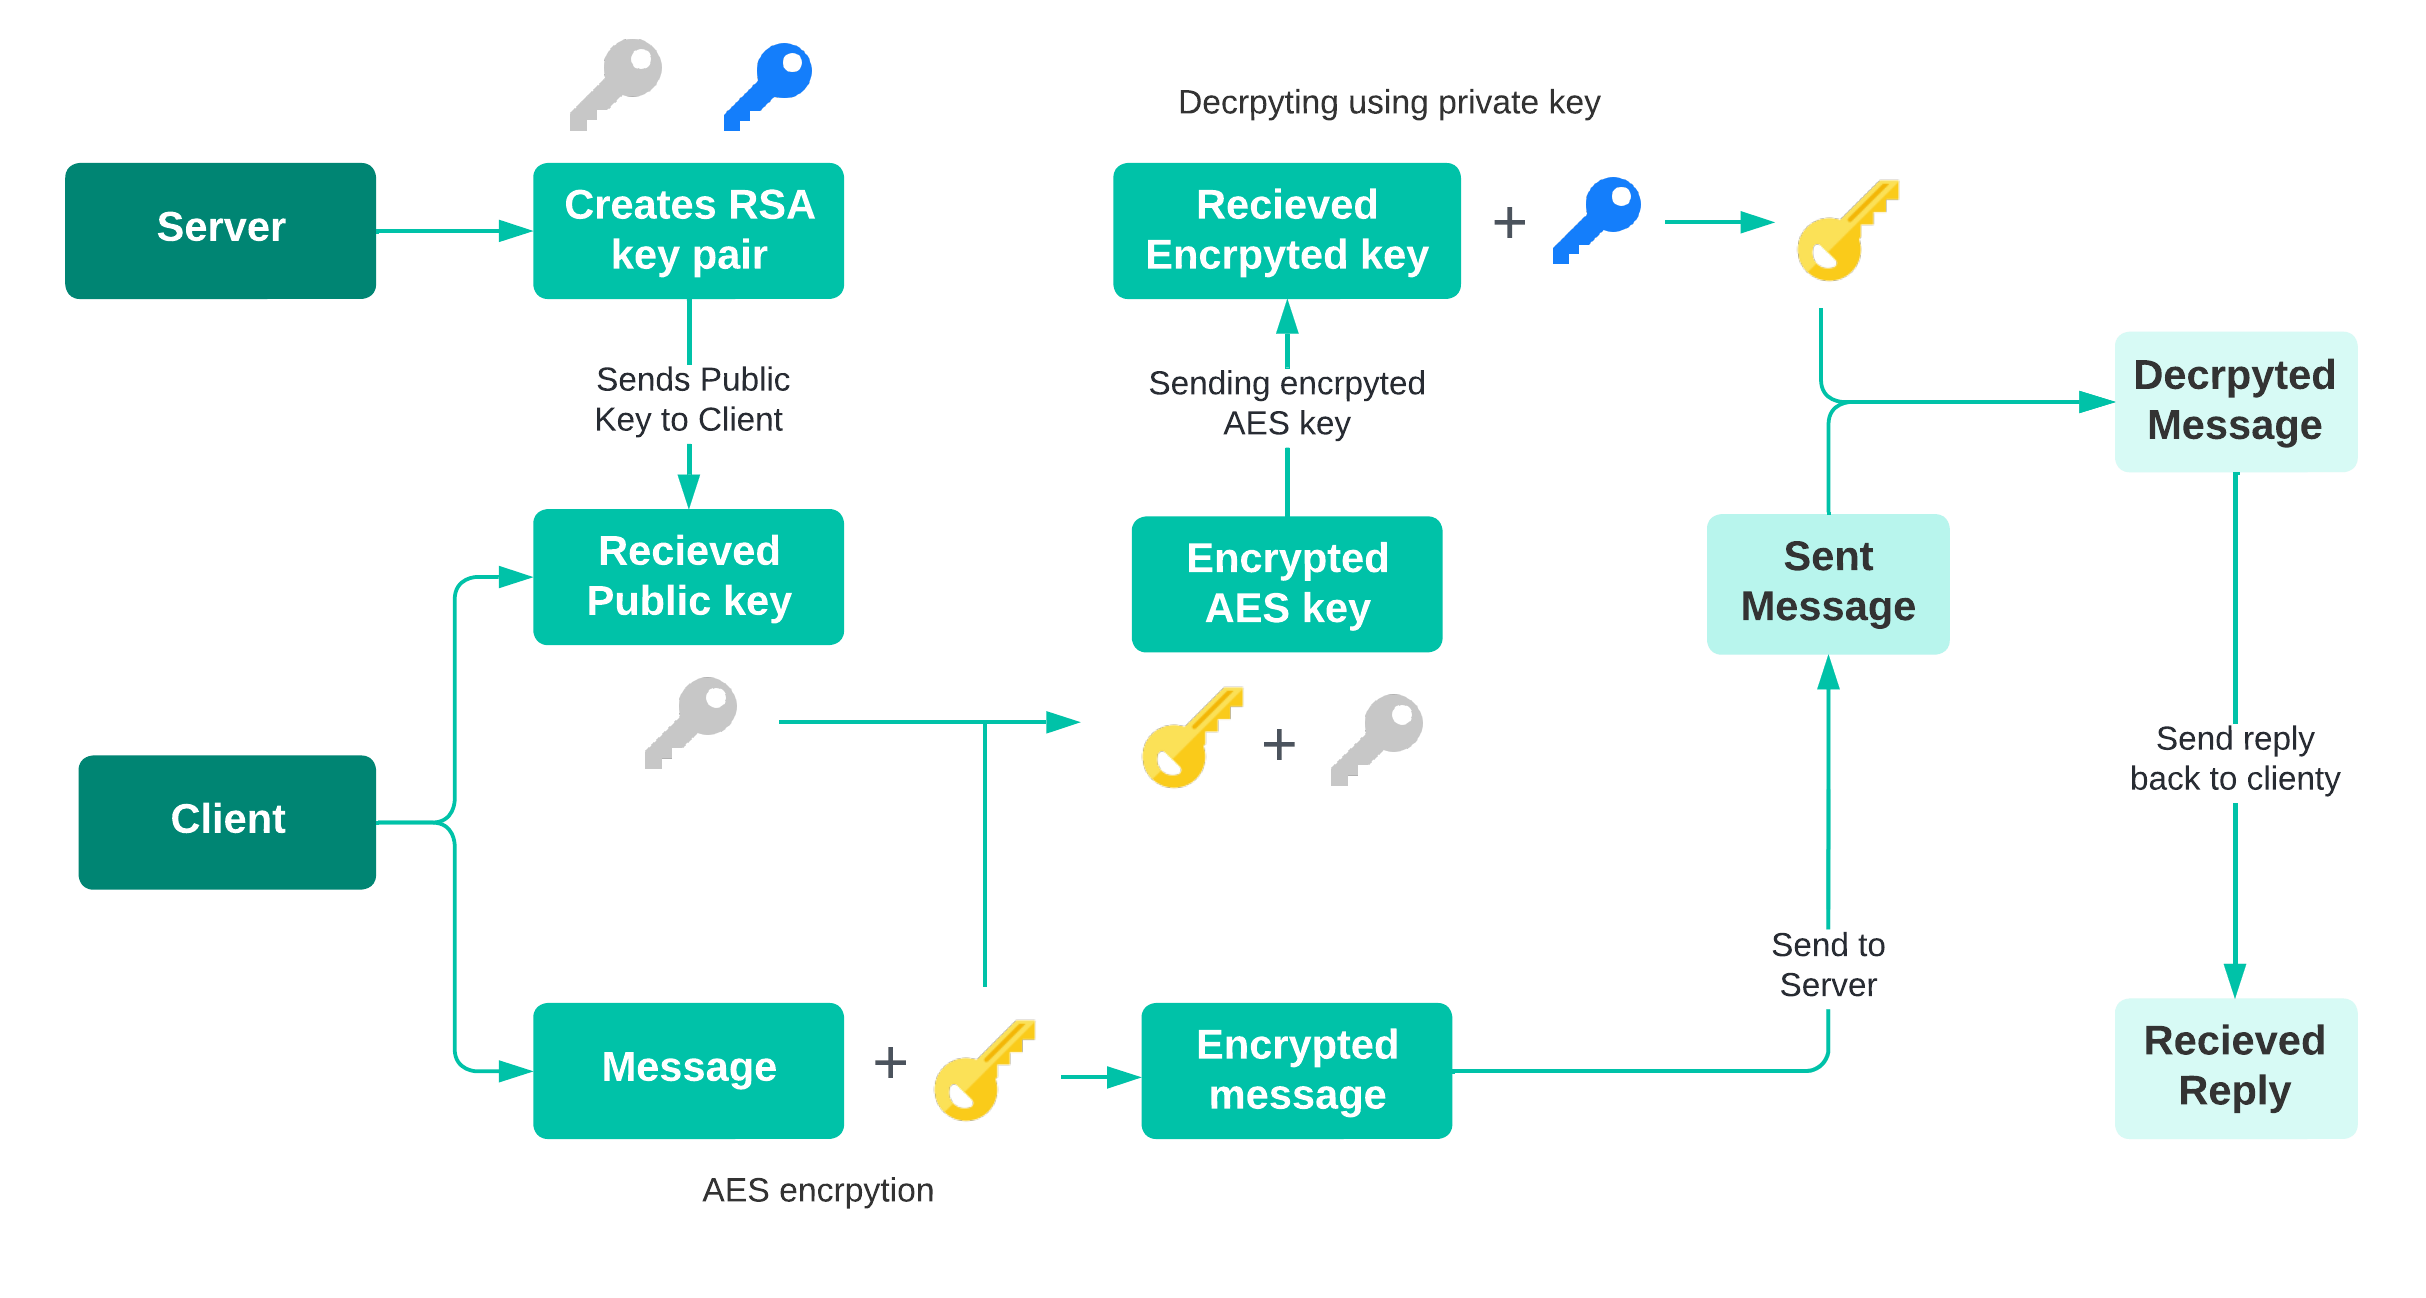 Decrpyting using private key
Server
Creates RSA
key pair
Recieved
Encrpyted key
+
Sends Public
Key to Client
Sending encrpyted
AES key
Decrpyted
Message
Recieved
Public key
Encrypted
AES key
Sent
Message
+
Send reply
back to clienty
Client
Send to
Server
Message
+
Encrypted
message
Recieved
Reply
AES encrpytion